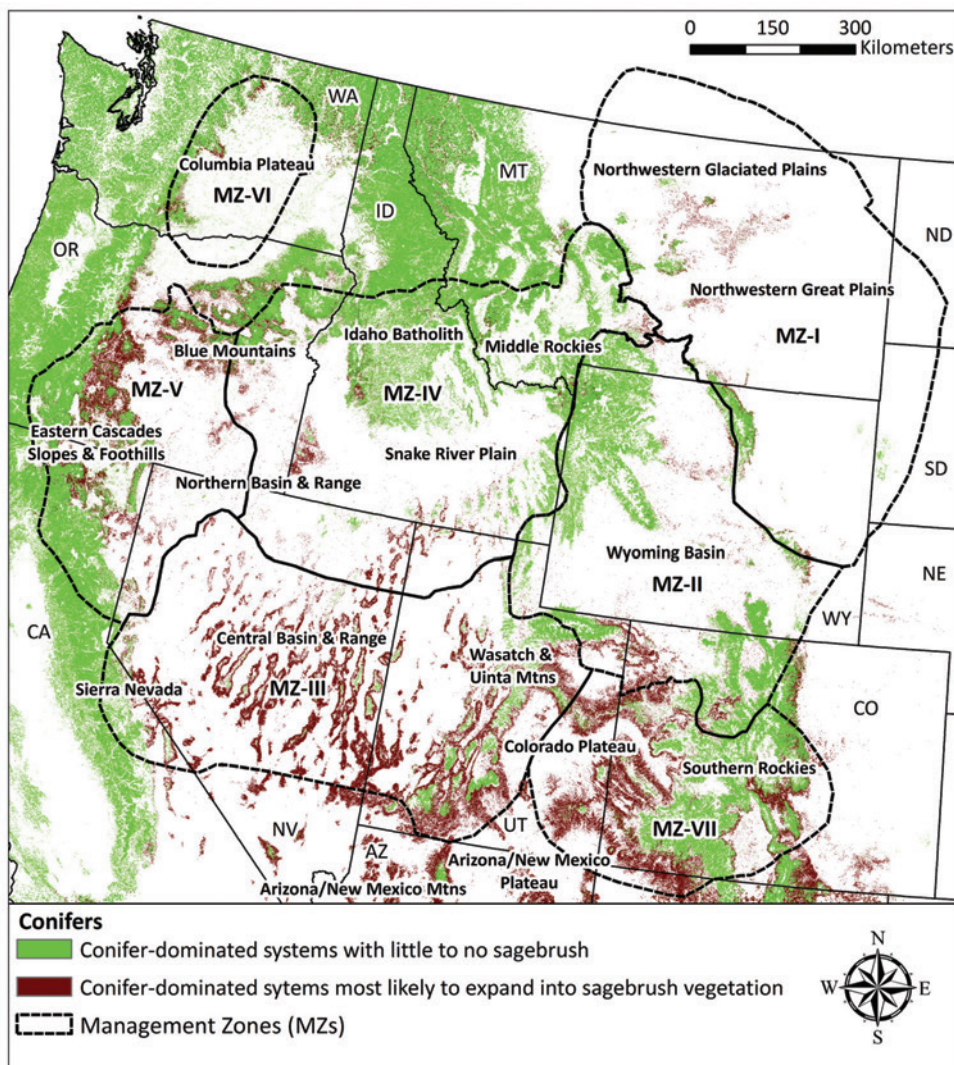 0 150 300
Kilometers
WA
Columbia Plateau
MZ-VI
MT
Northwestern Glaciated Plains
ID
ND
OR
Northwestern Great Plains
MZ-I
Idaho Batholith
Blue Mountains
Middle Rockies
MZ-V
MZ-IV
Eastern Cascades
Slopes & Foothills
Snake River Plain
SD
Northern Basin & Range
Wyoming Basin
MZ-II
NE
WY
CA
Central Basin & Range
Wasatch &
Uinta Mtns
MZ-III
Sierra Nevada
CO
Colorado Plateau
Southern Rockies
MZ-VII
NV
UT
AZ
Arizona/New Mexico
Plateau
Arizona/New Mexico Mtns
Conifers
Conifer-dominated systems with little to no sagebrush
Conifer-dominated sytems most likely to expand into sagebrush vegetation
Management Zones (MZs)
N
W E
S